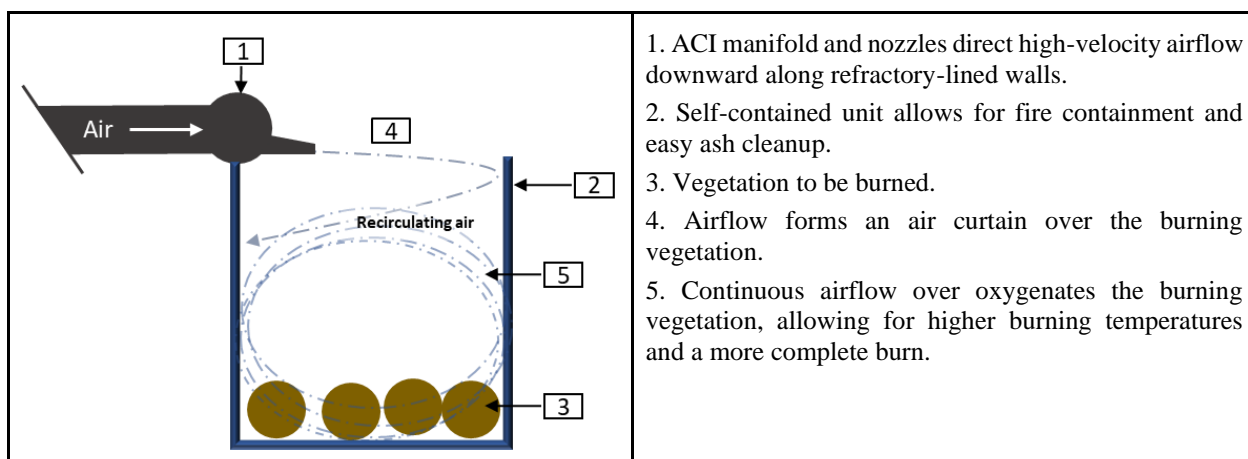 1
Air
4
2
Recirculating air
5
3
1. ACI manifold and nozzles direct high-velocity airflow
downward along refractory-lined walls.
2. Self-contained unit allows for fire containment and
easy ash cleanup.
3. Vegetation to be burned.
4. Airflow forms an air curtain over the burning
vegetation.
5. Continuous airflow over oxygenates the burning
vegetation, allowing for higher burning temperatures
and a more complete burn.